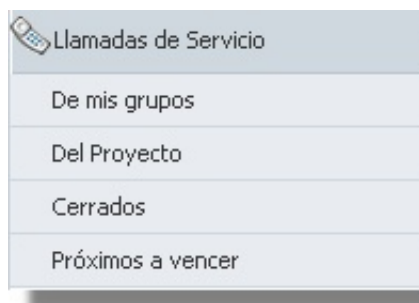 Llamadas de Servicio
De mis grupos
Del Proyecto
Cerrados
Próximos a vencer